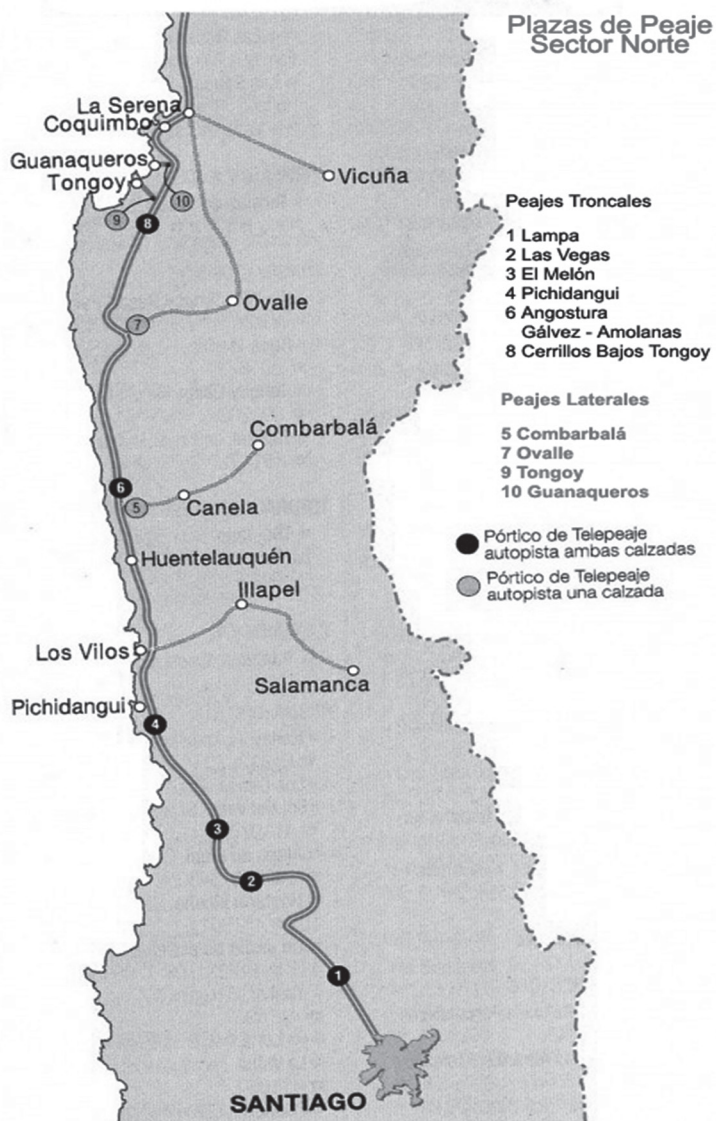 Plazas de Peaje
Sector Norte
La Serena
Coquimbo
Guanaqueros
Tongoy
Vicuña
10
9
8
Peajes Troncales
1 Lampa
2 Las Vegas
3 El Melón
4 Pichidangui
6 Angostura
Gálvez - Amolanas
8 Cerrillos Bajos Tongoy
Ovalle
7
Peajes Laterales
5 Combarbalá
7 Ovalle
9 Tongoy
10 Guanaqueros
Combarbalá
6
5
Canela
Pórtico de Telepeaje
autopista ambas calzadas
Pórtico de Telepeaje
autopista una calzada
Huentelauquén
Illapel
Los Vilos
Salamanca
Pichidangui
4
3
2
1
SANTIAGO